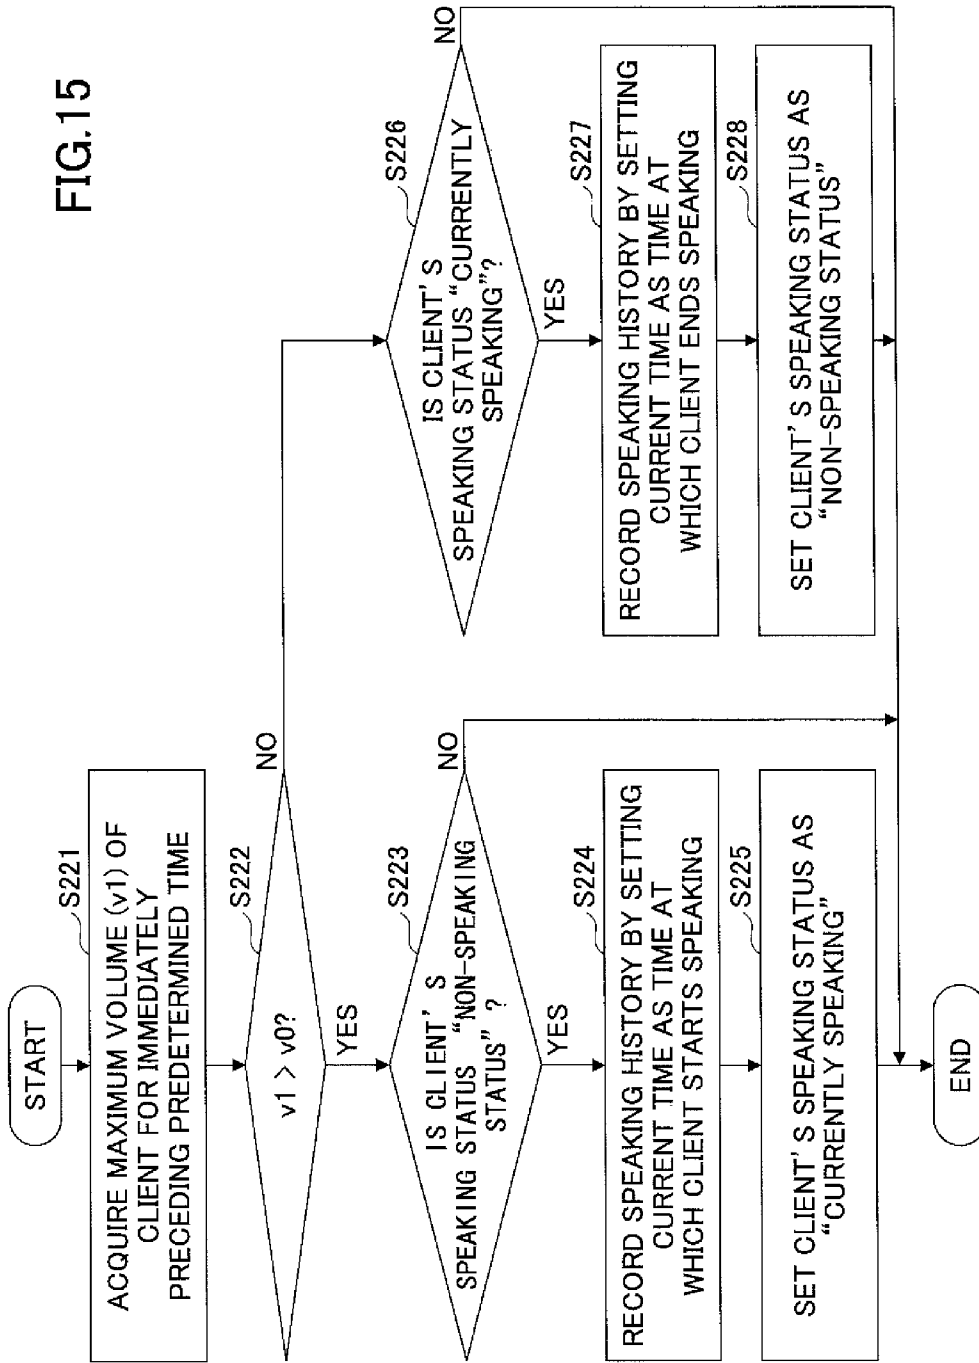 FIG.15
START
S221
ACQUIRE MAXIMUM VOLUME (v1) OF
CLIENT FOR IMMEDIATELY
PRECEDING PREDETERMINED TIME
S222
v1 > v0?
NO
YES
S223
IS CLIENT'S
SPEAKING STATUS "NON-SPEAKING
STATUS"?
NO
YES
S224
RECORD SPEAKING HISTORY BY SETTING
CURRENT TIME AS TIME AT
WHICH CLIENT STARTS SPEAKING
S225
SET CLIENT'S SPEAKING STATUS AS
"CURRENTLY SPEAKING"
S226
IS CLIENT'S
SPEAKING STATUS "CURRENTLY
SPEAKING"?
NO
YES
S227
RECORD SPEAKING HISTORY BY SETTING
CURRENT TIME AS TIME AT
WHICH CLIENT ENDS SPEAKING
S228
SET CLIENT'S SPEAKING STATUS AS
"NON-SPEAKING STATUS"
END